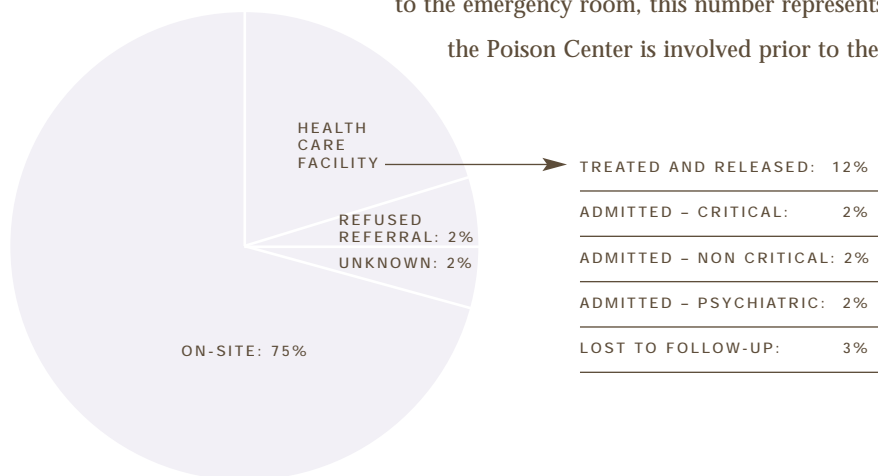 to the emergency room, this number represents
the Poison Center is involved prior to the
HEALTH
CARE
FACILITY
REFUSED
REFERRAL: 2%
UNKNOWN: 2%
ON-SITE: 75%
TREATED AND RELEASED: 12%
ADMITTED – CRITICAL: 2%
ADMITTED – NON CRITICAL: 2%
ADMITTED – PSYCHIATRIC: 2%
LOST TO FOLLOW-UP: 3%